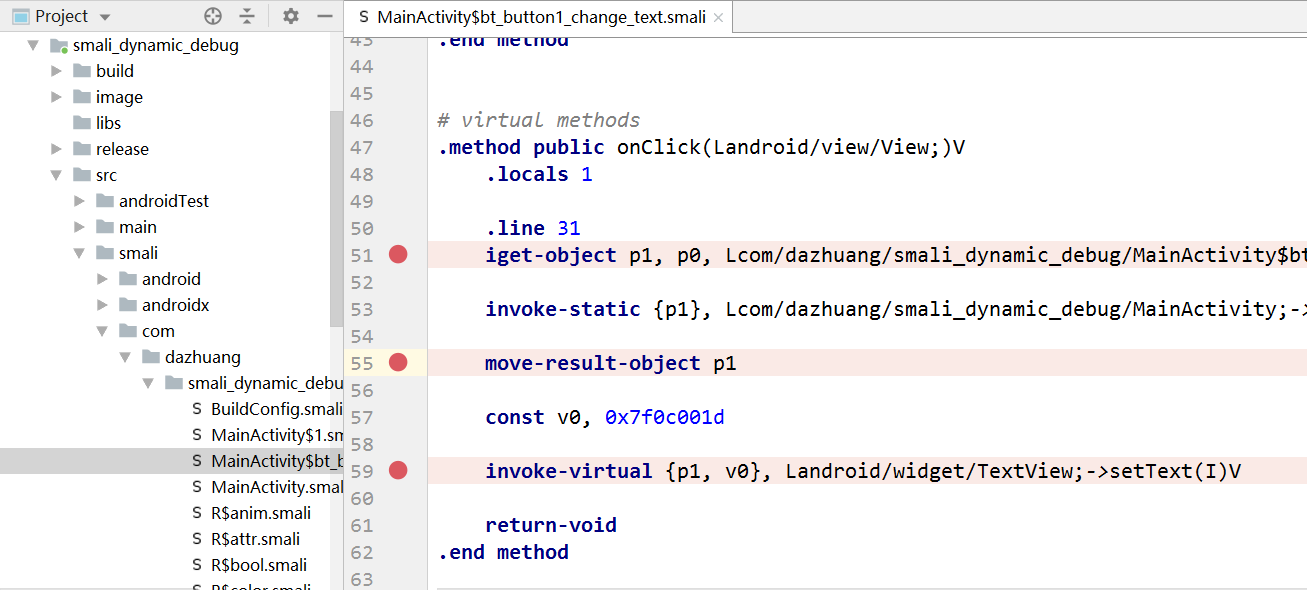 Project
smali_dynamic_debug
build
image
libs
release
src
androidTest
main
smali
android
androidx
com
dazhuang
smali_dynamic_debu
S BuildConfig.smali
S MainActivity$1.sm
S MainActivity$bt_b
S MainActivity.smal
S R$anim.smali
S R$attr.smali
S R$bool.smali
S R$color.smali
S MainActivity$bt_button1_change_text.smali ×
43 .end method
44
45
46 # virtual methods
47 .method public onClick(Landroid/view/View;)V
48 .locals 1
49
50 .line 31
51 iget-object p1, p0, Lcom/dazhuang/smali_dynamic_debug/MainActivity$bt
52
53 invoke-static {p1}, Lcom/dazhuang/smali_dynamic_debug/MainActivity;->
54
55 move-result-object p1
56
57 const v0, 0x7f0c001d
58
59 invoke-virtual {p1, v0}, Landroid/widget/TextView;->setText(I)V
60
61 return-void
62 .end method
63